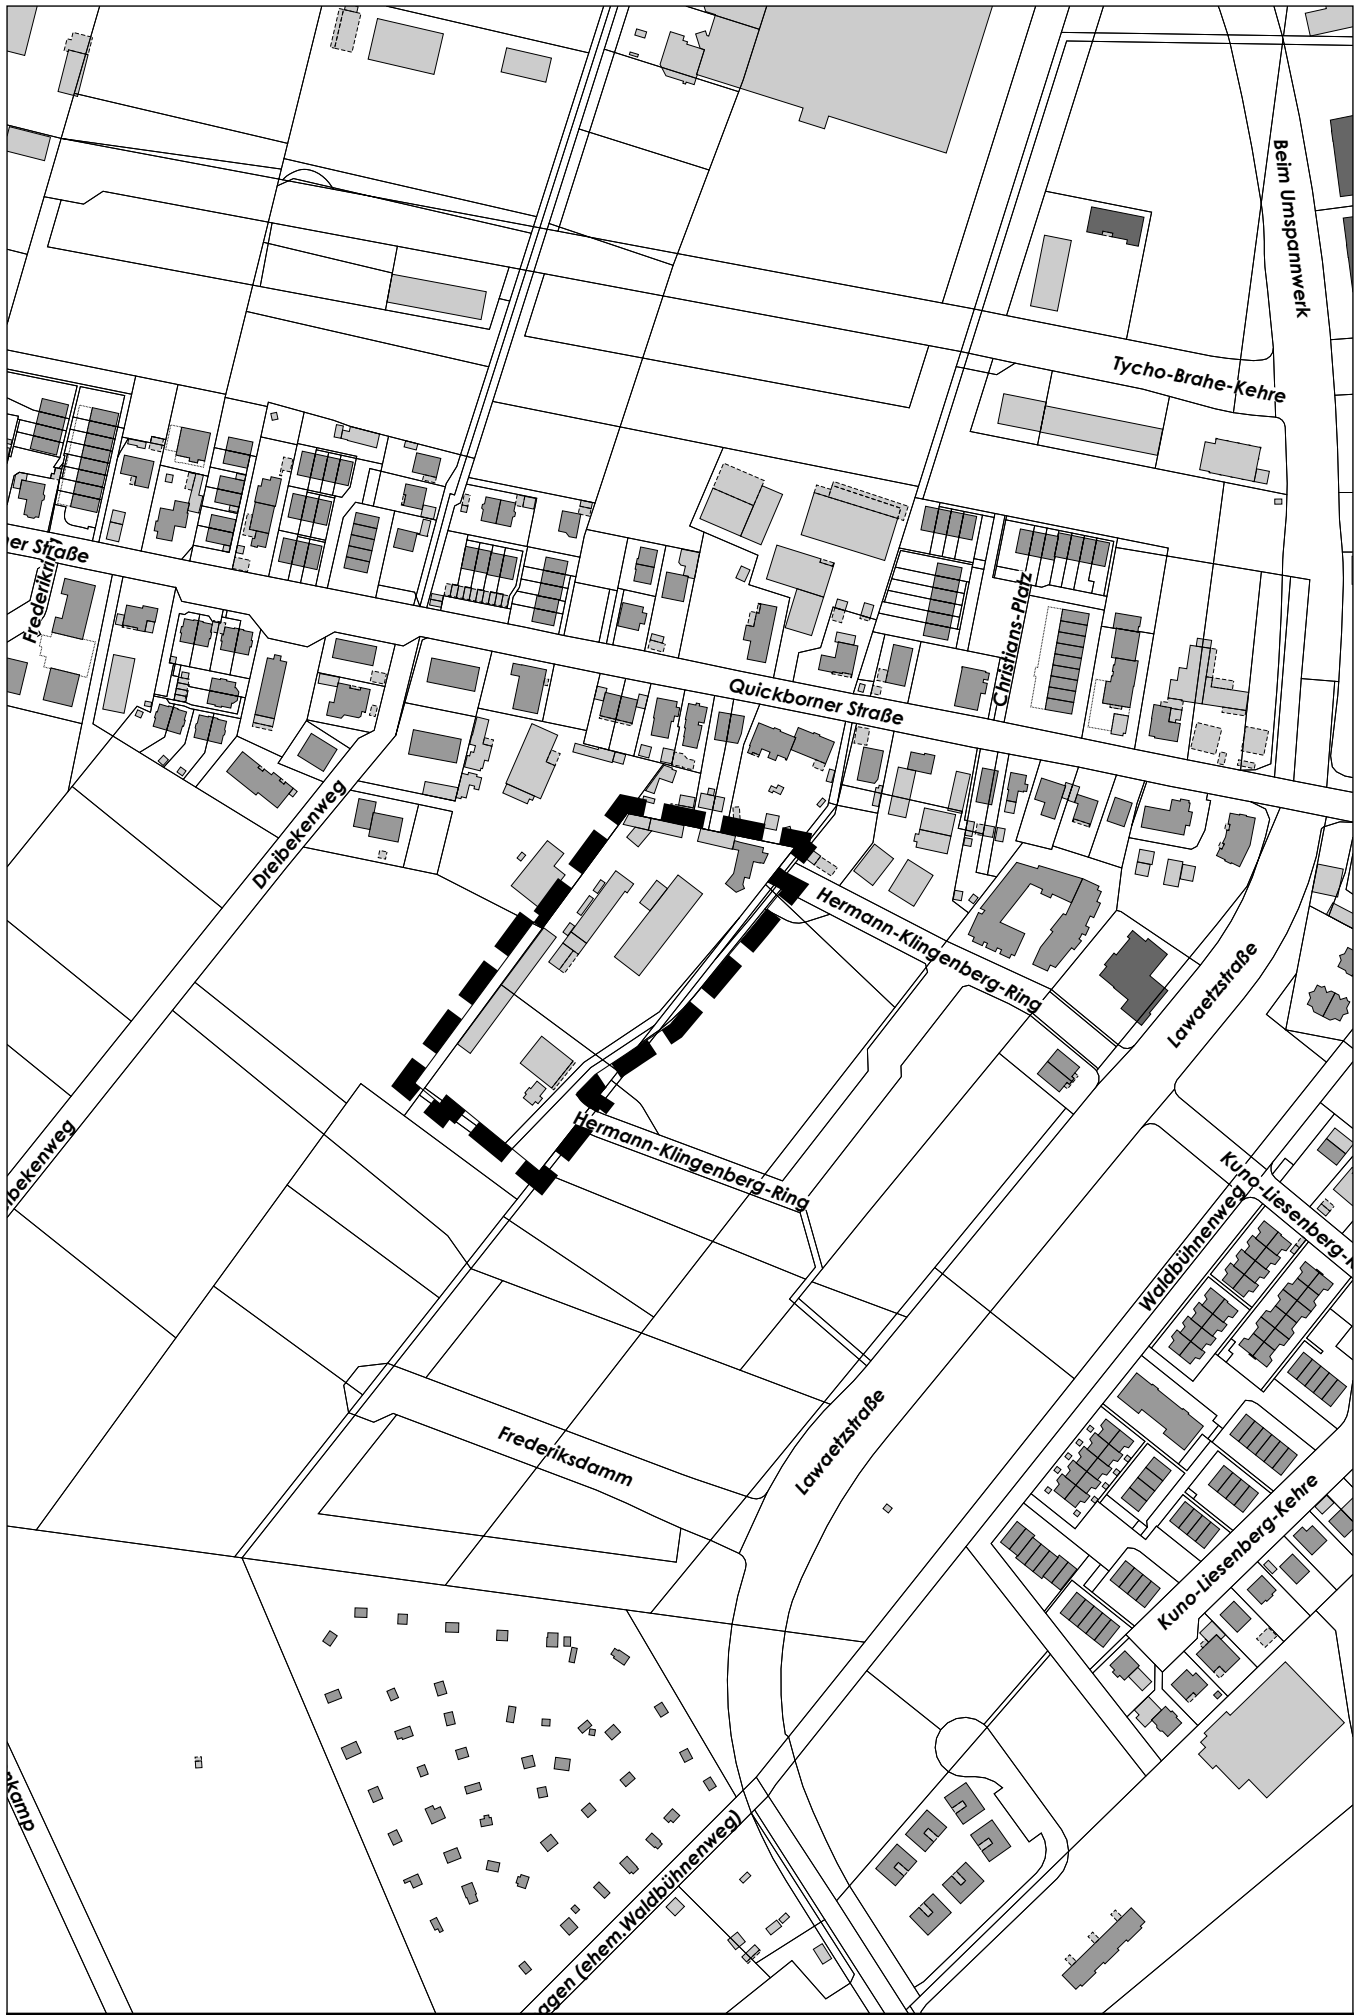 Beim Umspannwerk
Tycho-Brahe-Kehre
er Straße
Christians-Platz
Quickborner Straße
Dreibekenweg
Hermann-Klingenberg-Ring
Lawaetzstraße
Hermann-Klingenberg-Ring
ibekenweg
Kuno-Liesenberg-K
Waldbühnenweg
Lawaetzstraße
Frederiksdamm
Kuno-Liesenberg-Kehre
nkamp
agen (ehem.Waldbühnenweg)